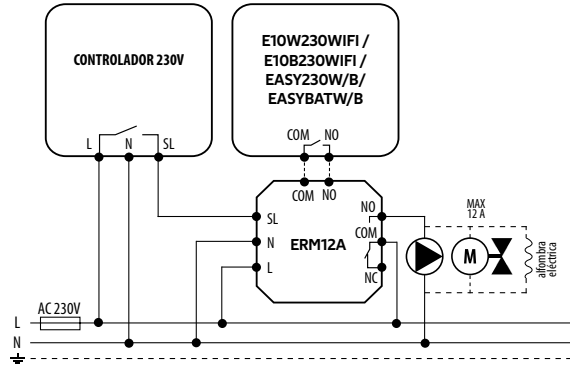 CONTROLADOR 230V
L
N
SL
E10W230WIFI /
E10B230WIFI /
EASY230W/B/
EASYBATW/B
COM
NO
COM
NO
SL
N
L
ERM12A
NO
COM
NC
MAX
12 A
M
alfombra
eléctrica
AC 230V
L
N